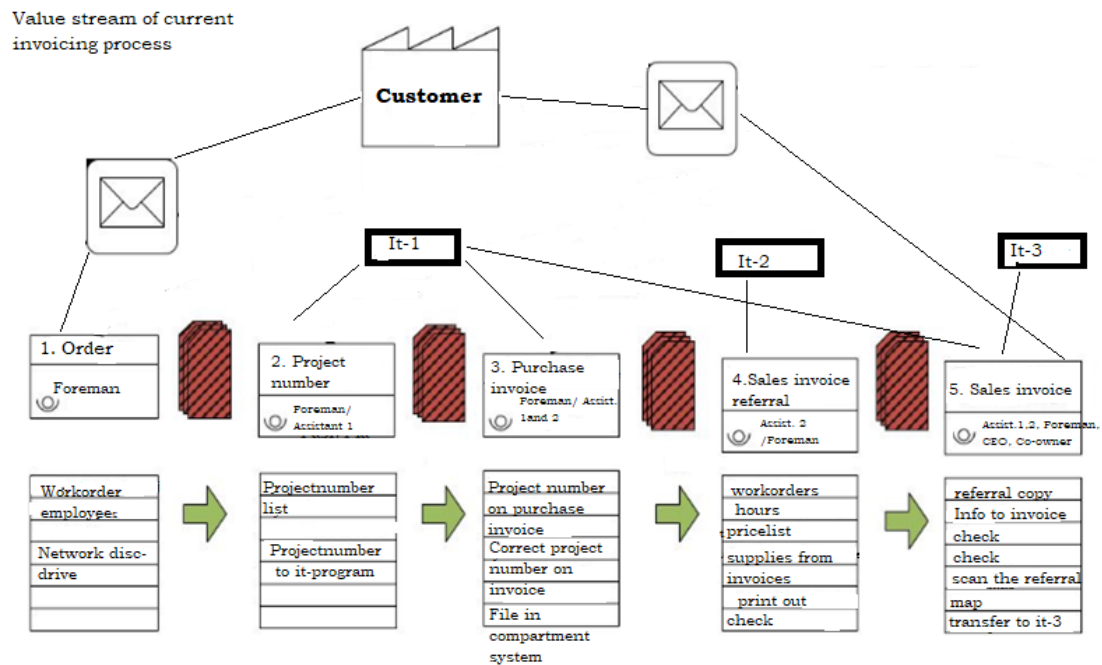 Value stream of current
invoicing process
Customer
It-1
It-2
It-3
1. Order
Foreman
2. Project
number
Foreman/
Assistant 1
3. Purchase
invoice
Foreman/ Assist.
1and 2
4.Sales invoice
referral
Assist. 2
/Foreman
5. Sales invoice
Assist.1,2, Foreman,
CEO, Co-owner
Workorder
employee
Network disc-
drive
Projectnumber
list
Projectnumber
to it-program
Project number
on purchase
invoice
Correct project
number on
invoice
File in
compartment
system
workorders
hours
pricelist
supplies from
invoices
print out
check
referral copy
Info to invoice
check
check
scan the referral
map
transfer to it-3